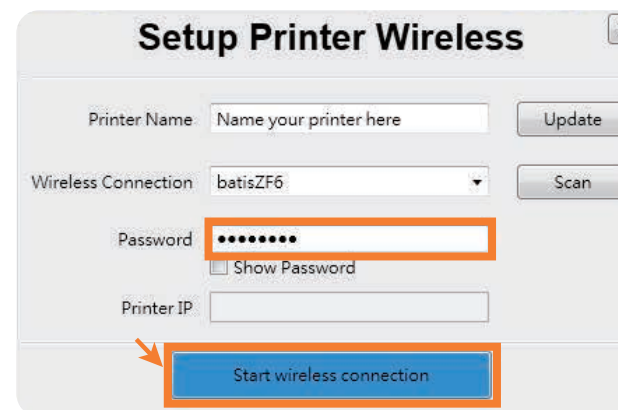 Setup Printer Wireless
Printer Name Name your printer here Update
Wireless Connection batisZF6 Scan
Password ••••••••
Show Password
Printer IP
Start wireless connection